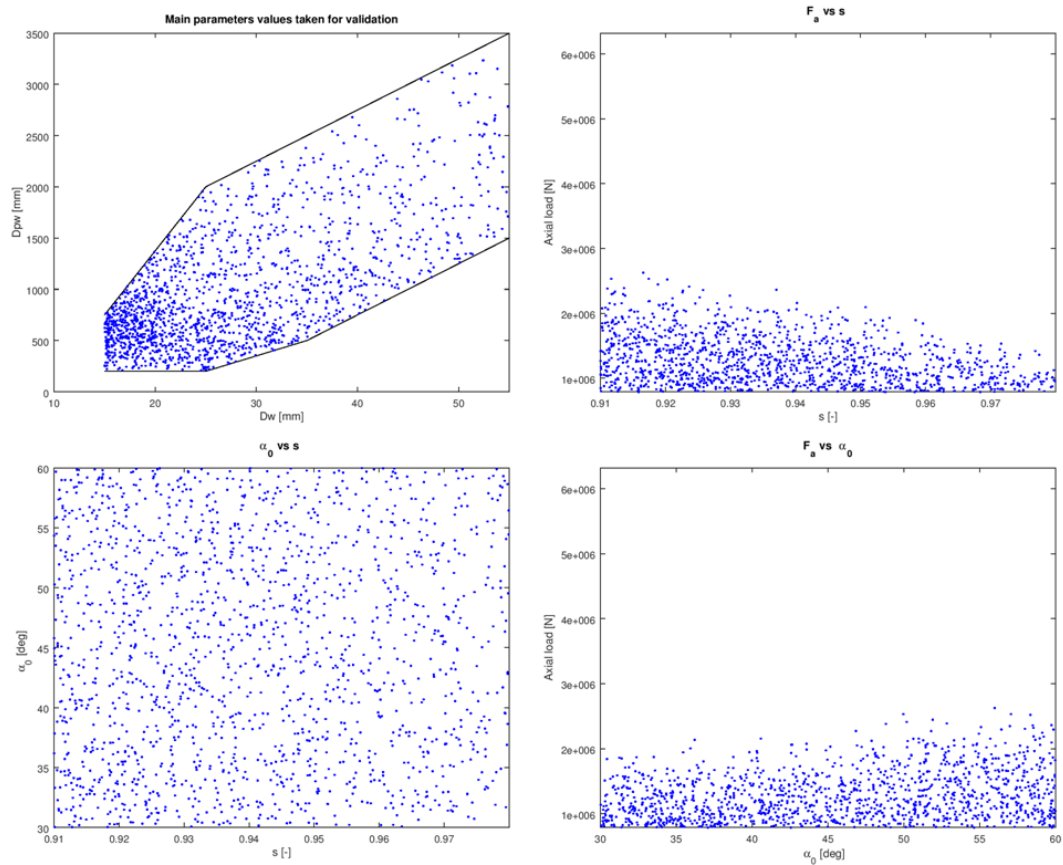 Main parameters values taken for validation
3500
3000
2500
2000
1500
1000
500
0
Dpw [mm]
10 20 30 40 50
Dw [mm]
F_a vs s
6e+006
5e+006
4e+006
3e+006
2e+006
1e+006
Axial load [N]
0.91 0.92 0.93 0.94 0.95 0.96 0.97
s [-]
α_0 vs s
60
55
50
45
40
35
30
α_0 [deg]
0.91 0.92 0.93 0.94 0.95 0.96 0.97
s [-]
F_a vs α_0
6e+006
5e+006
4e+006
3e+006
2e+006
1e+006
Axial load [N]
30 35 40 45 50 55 60
α_0 [deg]